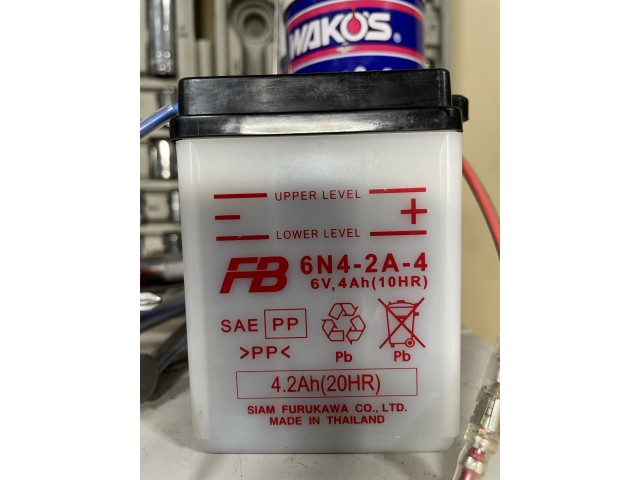 WAKO'S®
UPPER LEVEL
- +
LOWER LEVEL
FB 6N4-2A-4
6V,4Ah(10HR)
SAE PP
>PP<
Pb
Pb
4.2Ah(20HR)
SIAM FURUKAWA CO., LTD.
MADE IN THAILAND